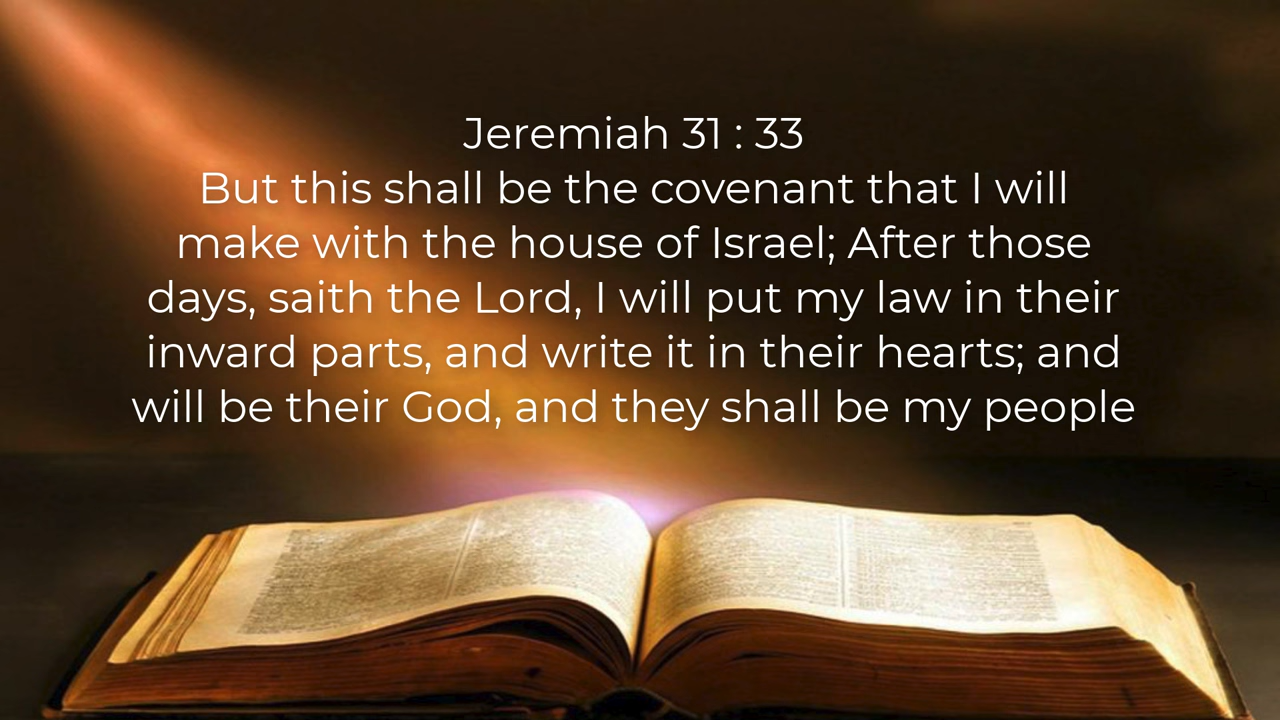 Jeremiah 31 : 33
But this shall be the covenant that I will
make with the house of Israel; After those
days, saith the Lord, I will put my law in their
inward parts, and write it in their hearts; and
will be their God, and they shall be my people